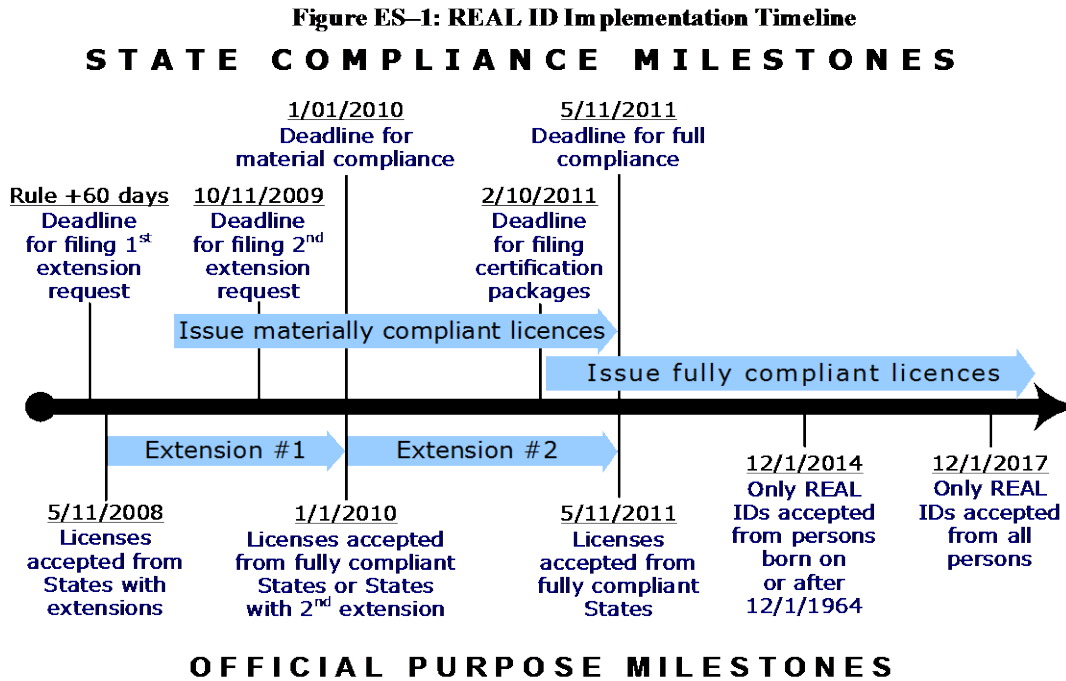 Figure ES–1: REAL ID Implementation Timeline
STATE COMPLIANCE MILESTONES
1/01/2010
Deadline for
material compliance
5/11/2011
Deadline for full
compliance
Rule +60 days
Deadline
for filing 1st
extension
request
10/11/2009
Deadline
for filing 2nd
extension
request
2/10/2011
Deadline
for filing
certification
packages
Issue materially compliant licences
Issue fully compliant licences
Extension #1
Extension #2
5/11/2008
Licenses
accepted from
States with
extensions
1/1/2010
Licenses accepted
from fully compliant
States or States
with 2nd extension
5/11/2011
Licenses
accepted from
fully compliant
States
12/1/2014
Only REAL
IDs accepted
from persons
born on
or after
12/1/1964
12/1/2017
Only REAL
IDs accepted
from all
persons
OFFICIAL PURPOSE MILESTONES